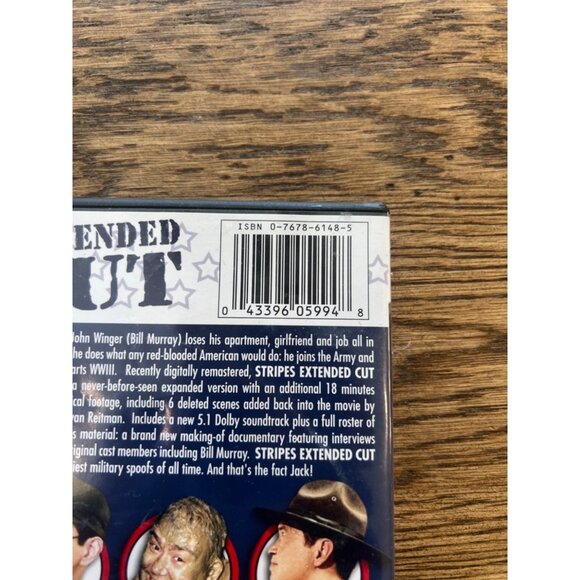 ENDED
UT
ISBN 0-7678-6148-5
0 43396 05994 8
John Winger (Bill Murray) loses his apartment, girlfriend and job all in
he does what any red-blooded American would do: he joins the Army and
arts WWIII. Recently digitally remastered, STRIPES EXTENDED CUT
a never-before-seen expanded version with an additional 18 minutes
cal footage, including 6 deleted scenes added back into the movie by
van Reitman. Includes a new 5.1 Dolby soundtrack plus a full roster of
s material: a brand new making-of documentary featuring interviews
riginal cast members including Bill Murray. STRIPES EXTENDED CUT
iest military spoofs of all time. And that's the fact Jack!